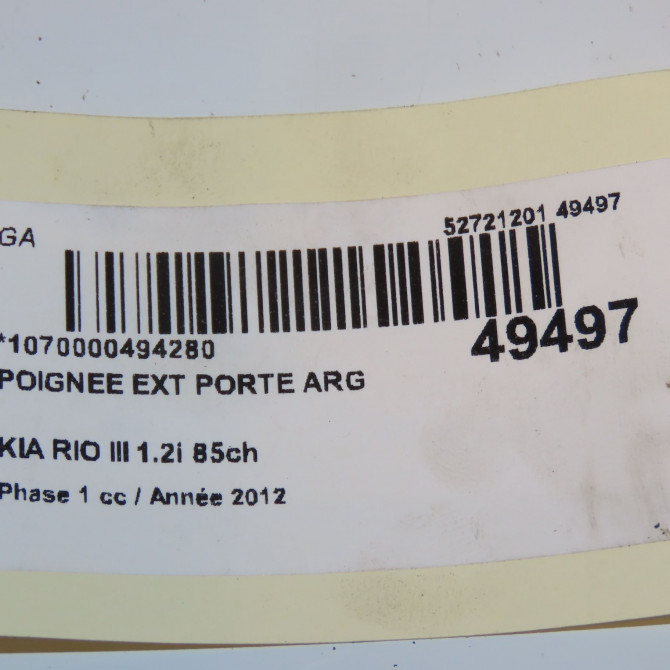 52721201 49497
GA
*1070000494280
49497
POIGNEE EXT PORTE ARG
KIA RIO III 1.2i 85ch
Phase 1 cc / Année 2012